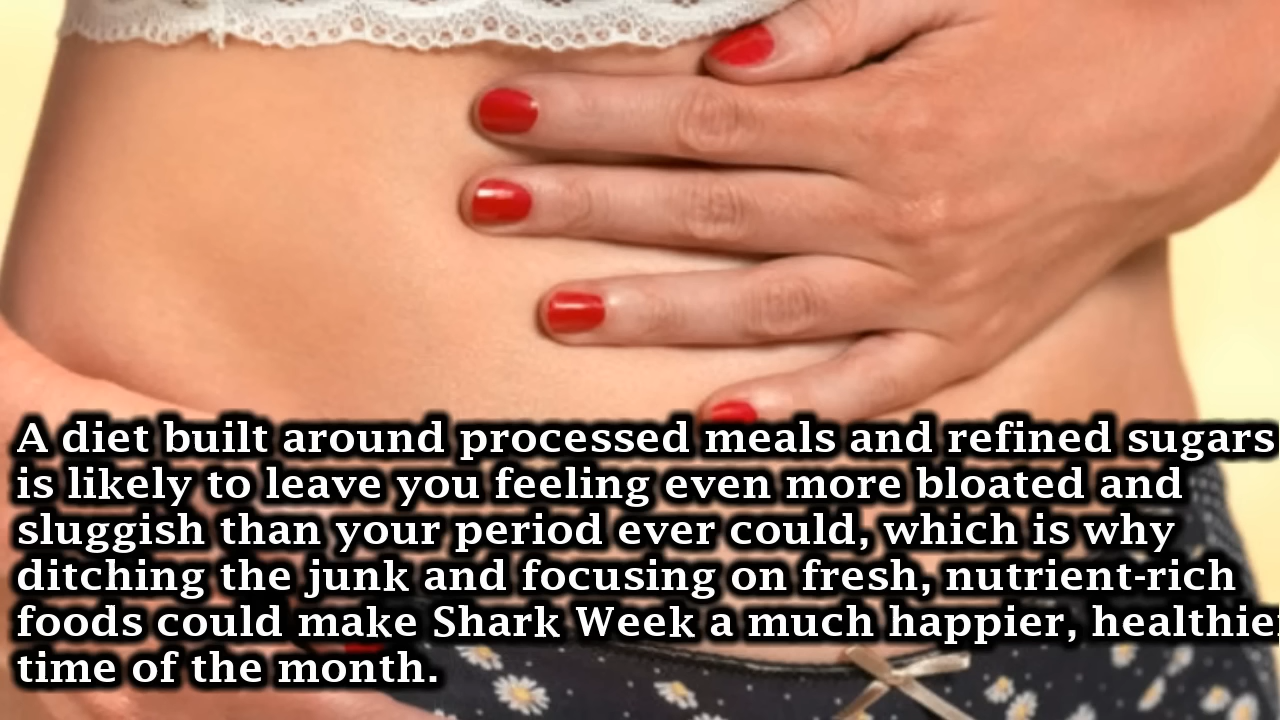 A diet built around processed meals and refined sugars
is likely to leave you feeling even more bloated and
sluggish than your period ever could, which is why
ditching the junk and focusing on fresh, nutrient-rich
foods could make Shark Week a much happier, healthier
time of the month.